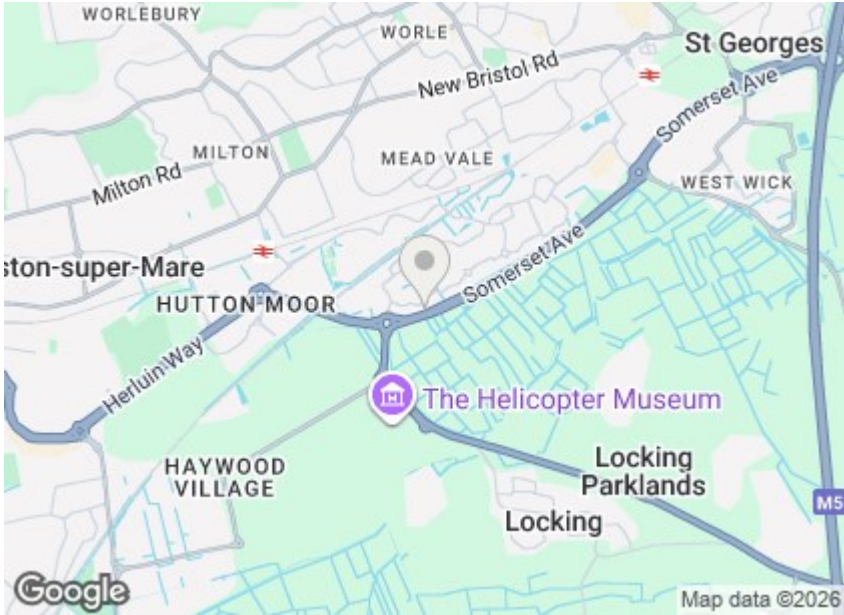 WORLEBURY
WORLE
St Georges
New Bristol Rd
Somerset Ave
MILTON
MEAD VALE
Milton Rd
WEST WICK
ston-super-Mare
Somerset Ave
HUTTON MOOR
Herluin Way
The Helicopter Museum
HAYWOOD
VILLAGE
Locking
Parklands
M5
Locking
Google
Map data ©2026